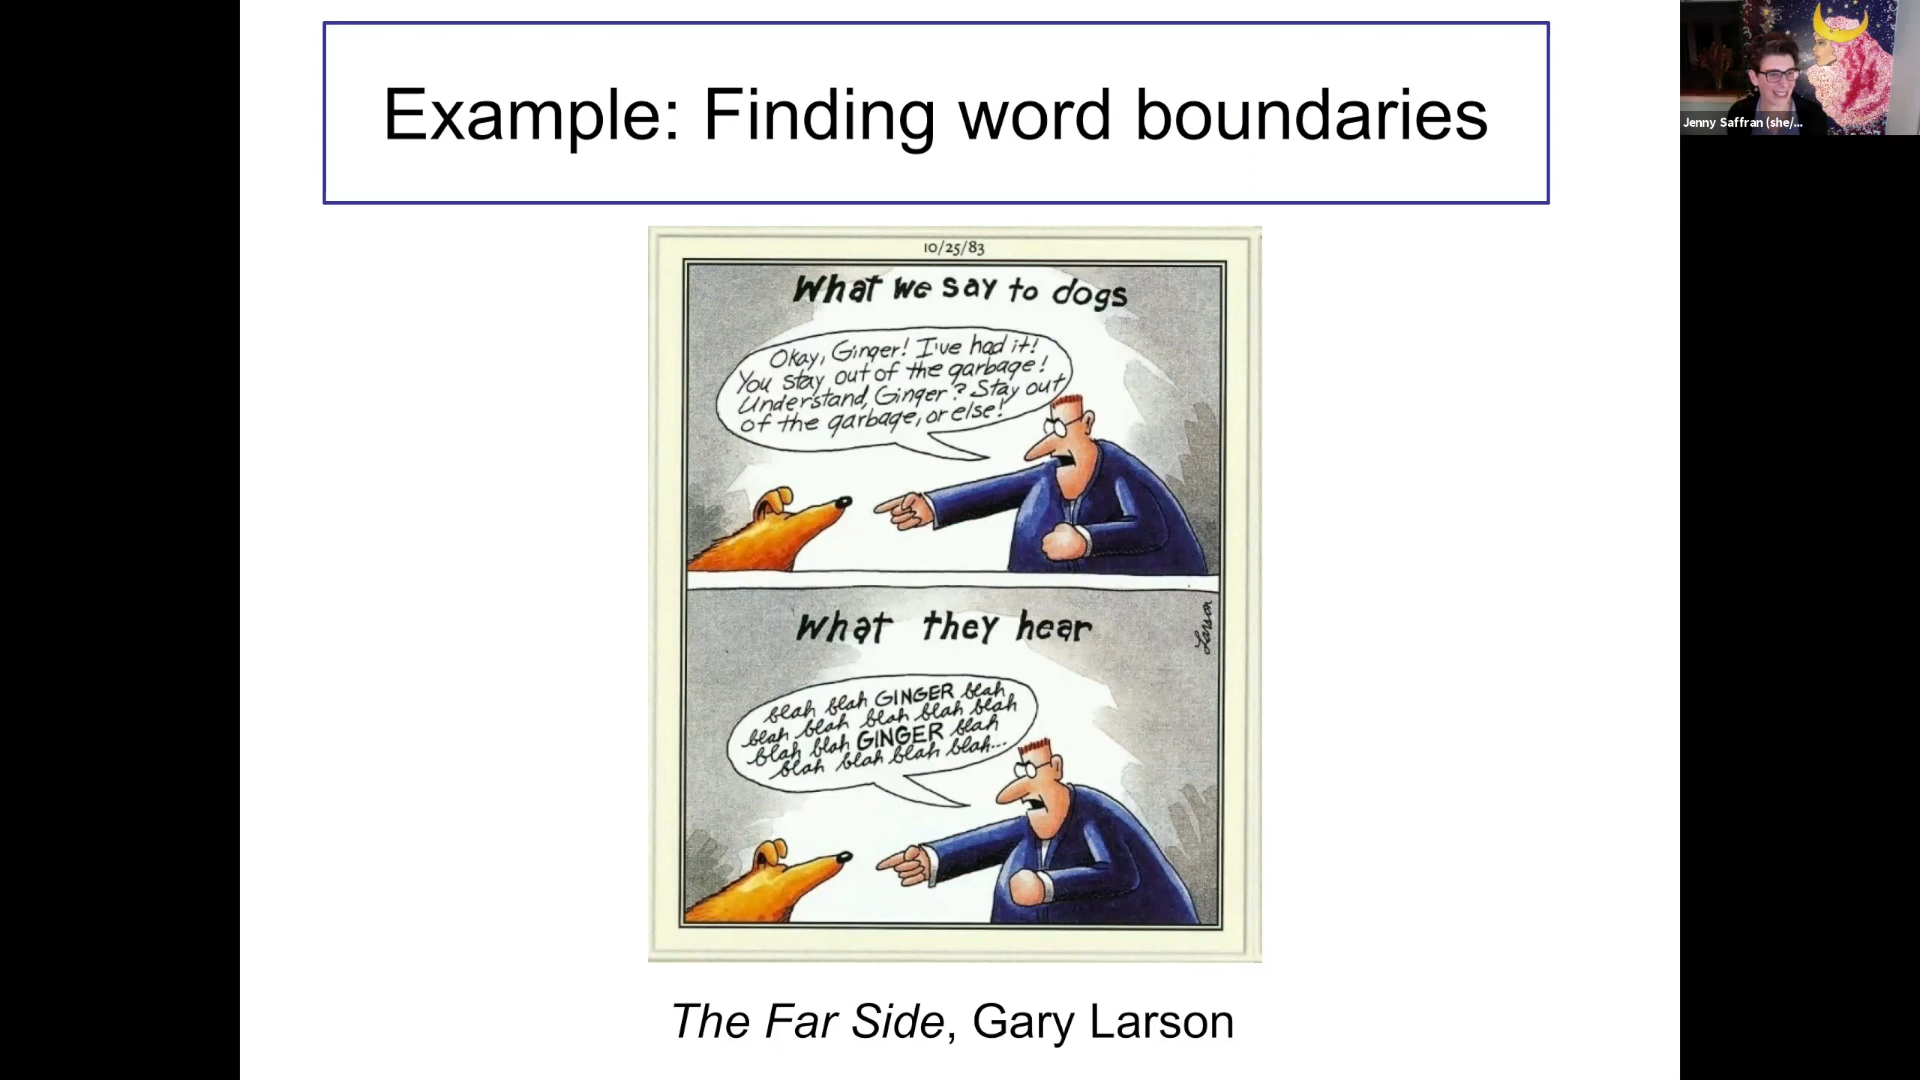 Example: Finding word boundaries
Jenny Saffran (she/...
10/25/83
What we say to dogs
Okay, Ginger! I've had it!
You stay out of the garbage!
Understand, Ginger? Stay out
of the garbage, or else!
What they hear
Larson
blah blah GINGER blah
blah blah blah blah blah
blah blah GINGER blah
blah blah blah blah...
The Far Side, Gary Larson